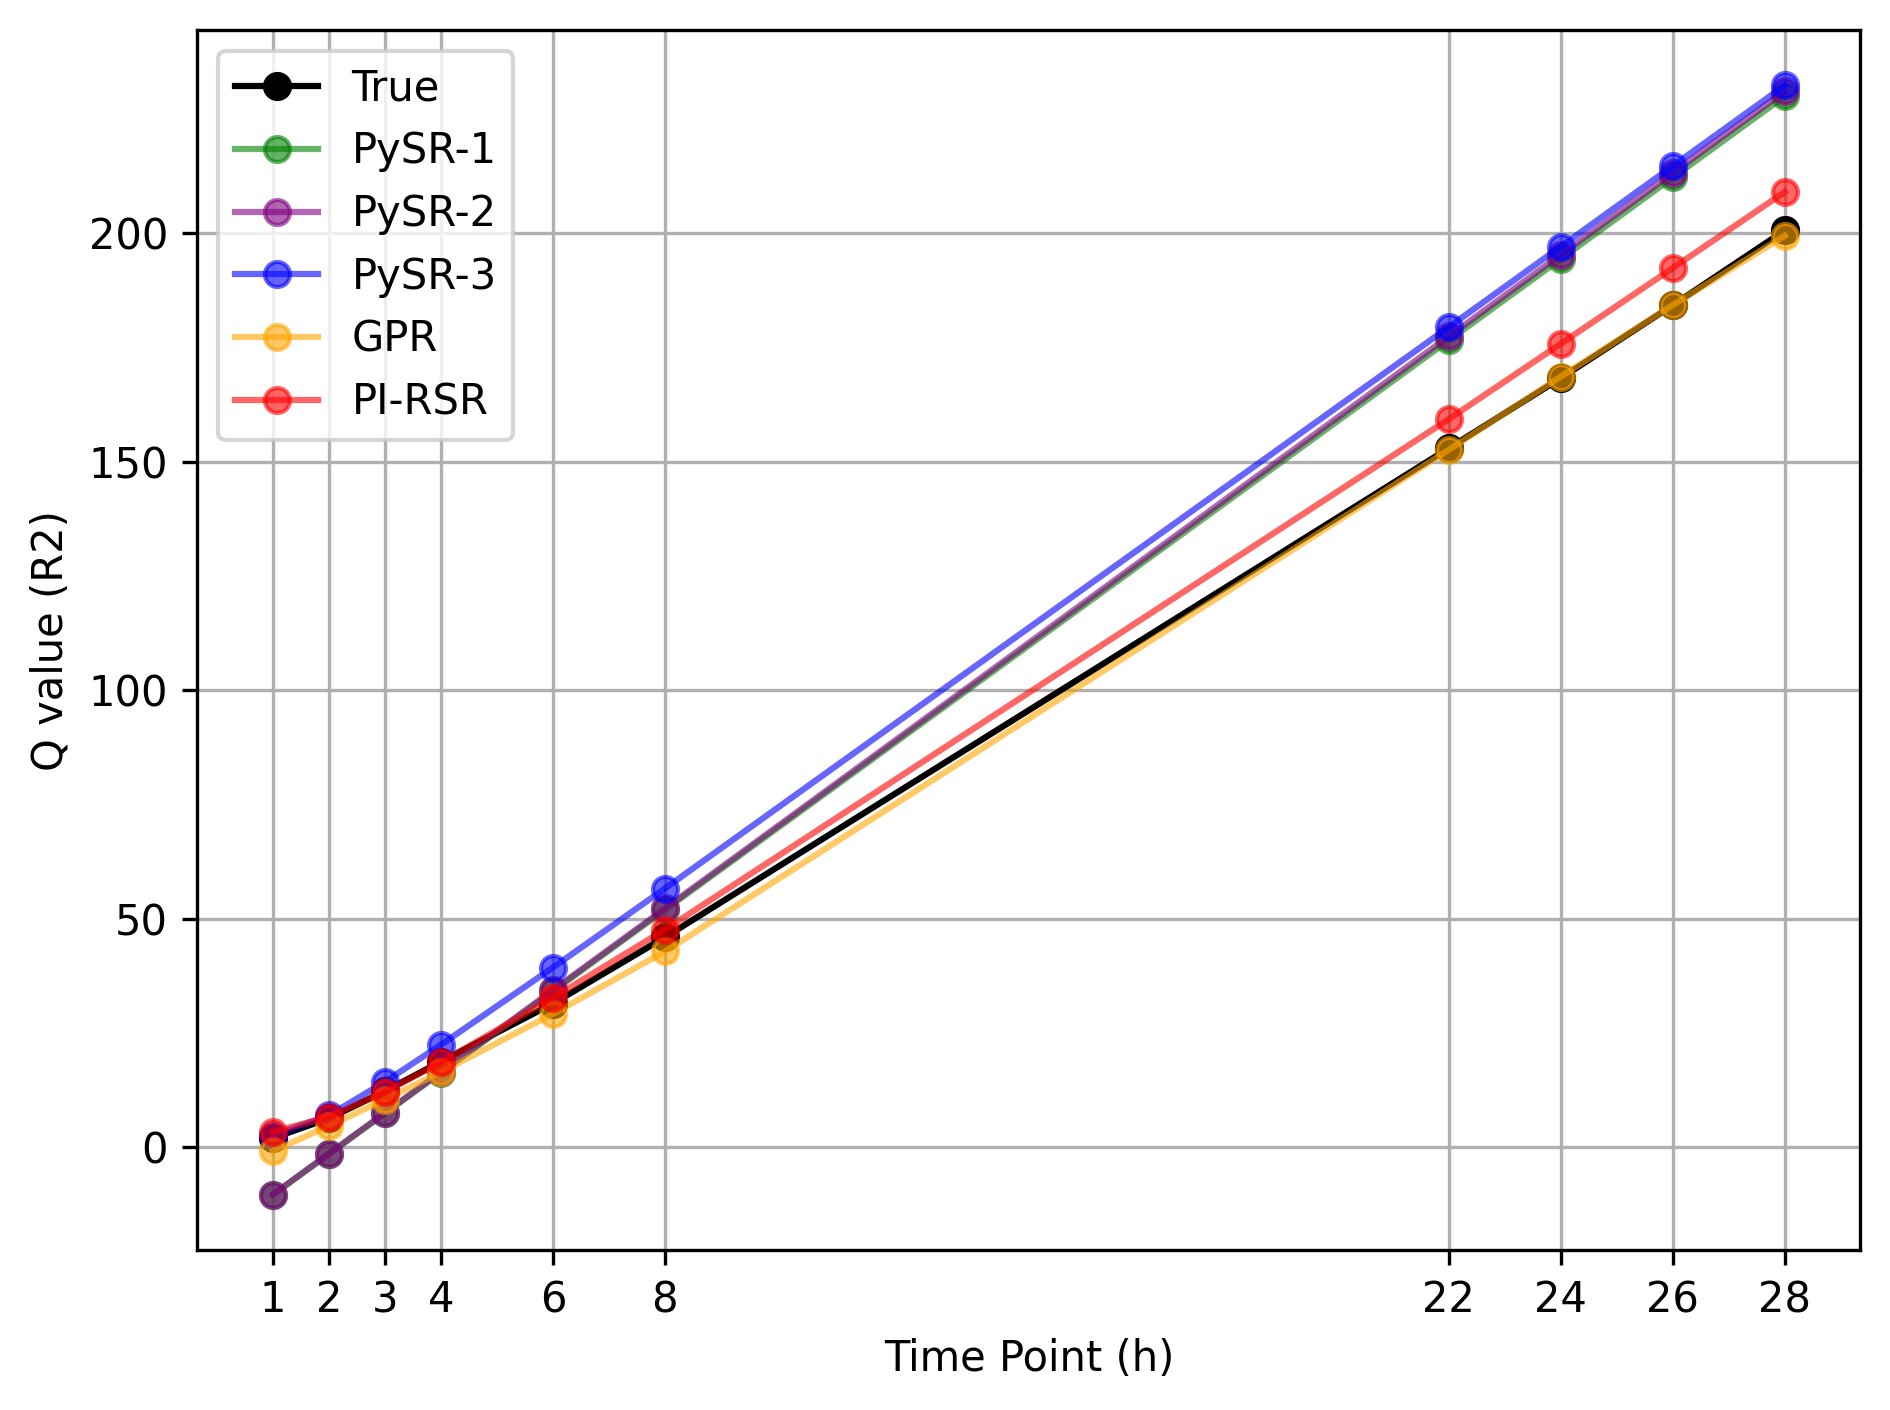 True
PySR-1
PySR-2
PySR-3
GPR
PI-RSR
200
150
100
50
0
Q value (R2)
1 2 3 4 6 8 22 24 26 28
Time Point (h)